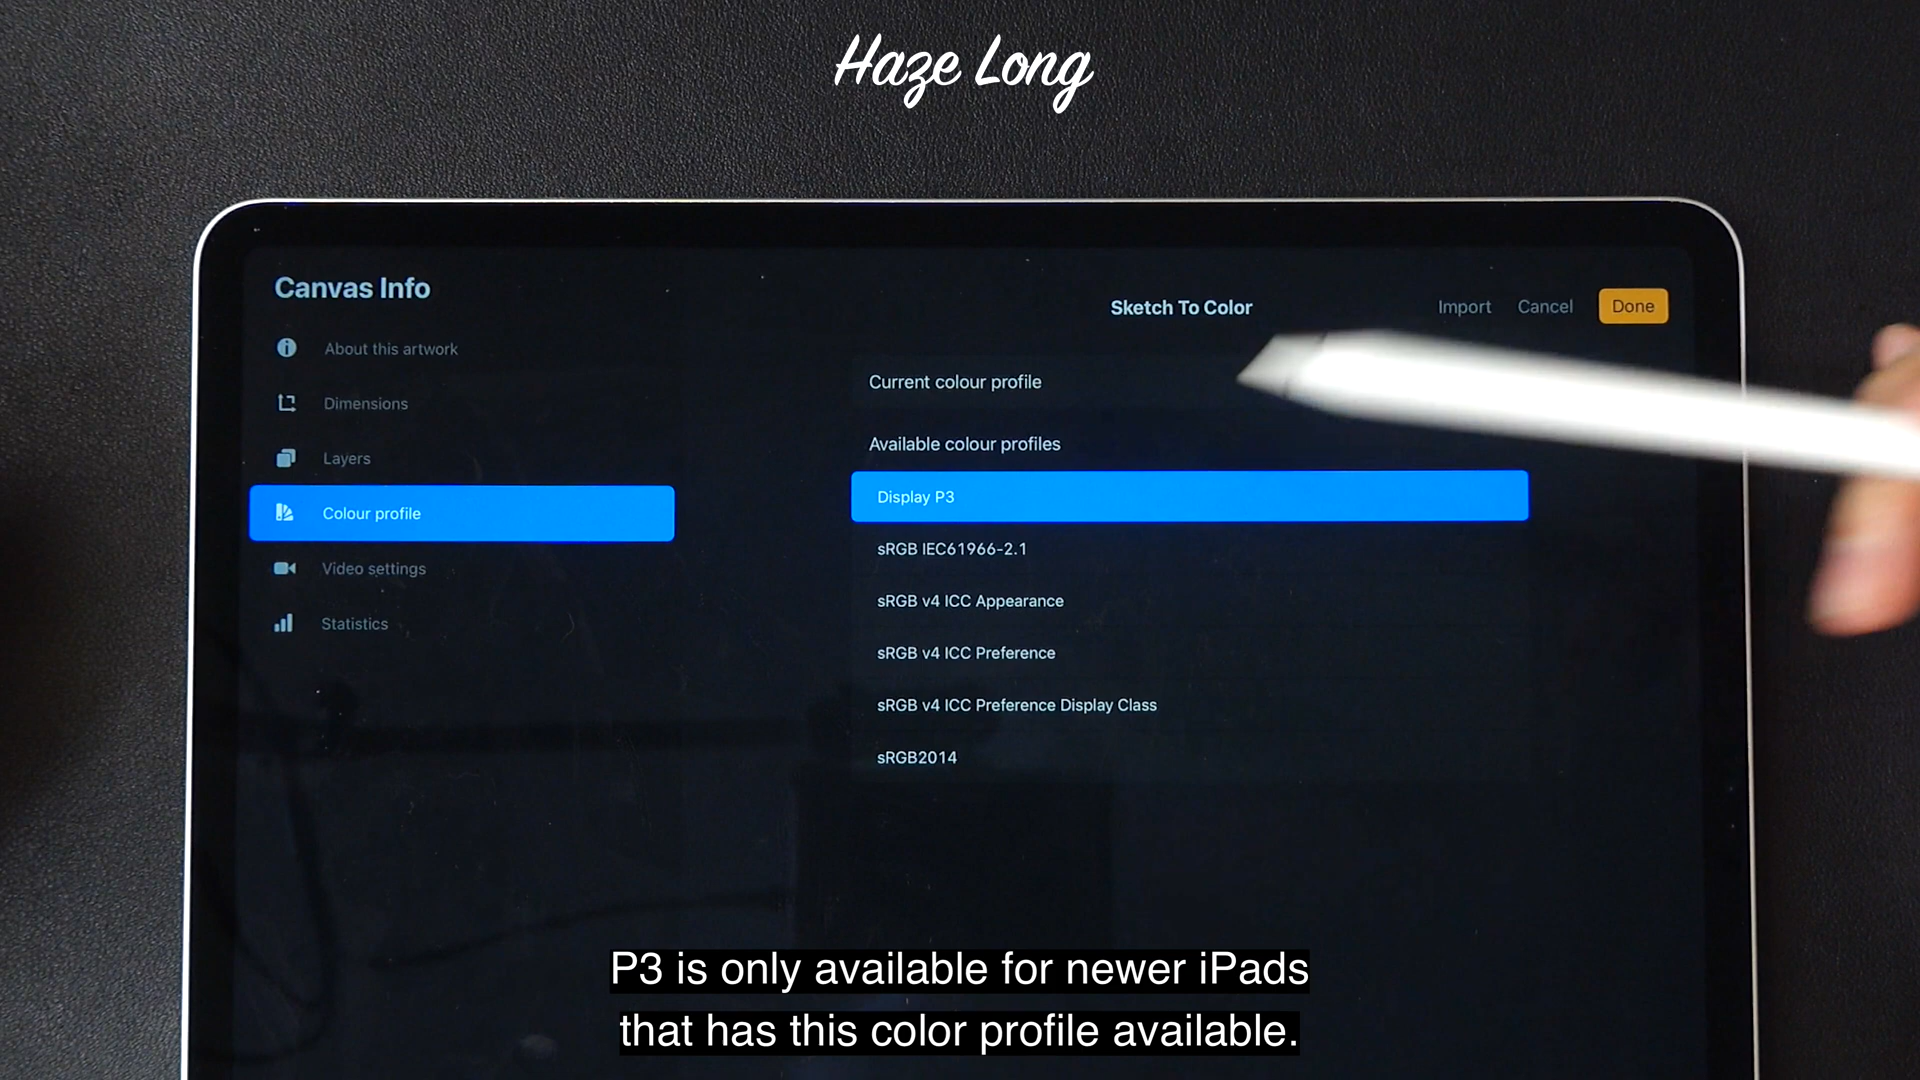 Haze Long
Canvas Info
Sketch To Color
Import
Cancel
Done
About this artwork
Dimensions
Layers
Colour profile
Video settings
Statistics
Current colour profile
Available colour profiles
Display P3
sRGB IEC61966-2.1
sRGB v4 ICC Appearance
sRGB v4 ICC Preference
sRGB v4 ICC Preference Display Class
sRGB2014
P3 is only available for newer iPads
that has this color profile available.